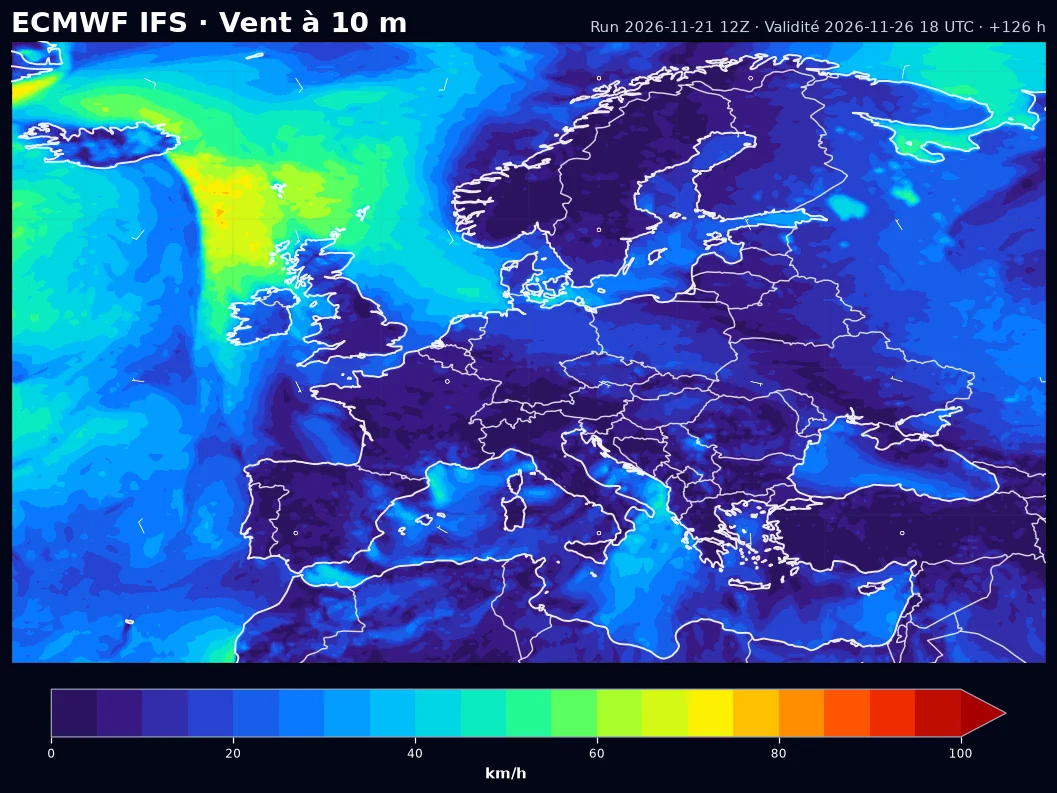 ECMWF IFS · Vent à 10 m
Run 2026-11-21 12Z · Validité 2026-11-26 18 UTC · +126 h
0 20 40 60 80 100
km/h